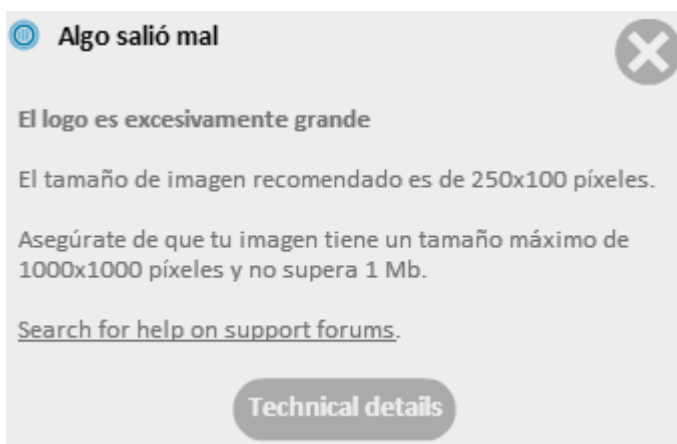 Algo salió mal
El logo es excesivamente grande
El tamaño de imagen recomendado es de 250x100 píxeles.
Asegúrate de que tu imagen tiene un tamaño máximo de
1000x1000 píxeles y no supera 1 Mb.
Search for help on support forums.
Technical details